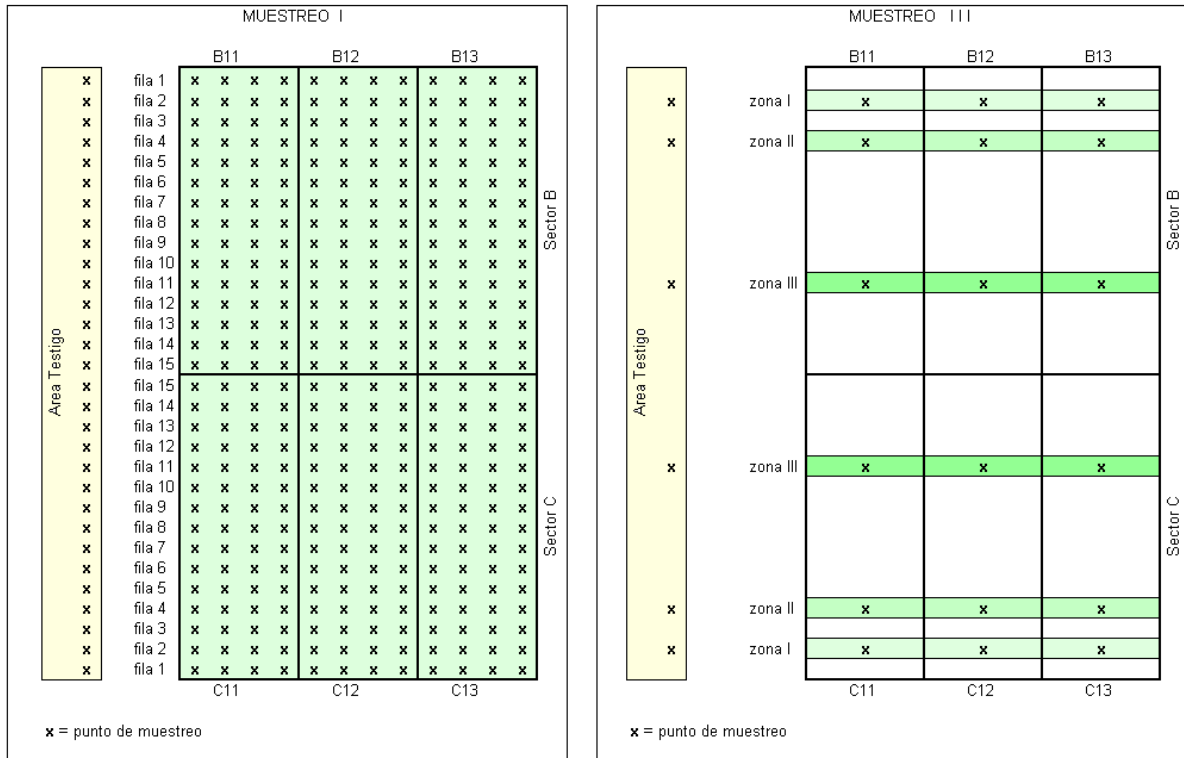 MUESTREO I
B11 B12 B13
x fila 1 x x x x x x x x x x x x
x fila 2 x x x x x x x x x x x x
x fila 3 x x x x x x x x x x x x
x fila 4 x x x x x x x x x x x x
x fila 5 x x x x x x x x x x x x
x fila 6 x x x x x x x x x x x x
x fila 7 x x x x x x x x x x x x
x fila 8 x x x x x x x x x x x x
x fila 9 x x x x x x x x x x x x
x fila 10 x x x x x x x x x x x x
x fila 11 x x x x x x x x x x x x
x fila 12 x x x x x x x x x x x x
x fila 13 x x x x x x x x x x x x
x fila 14 x x x x x x x x x x x x
x fila 15 x x x x x x x x x x x x
x fila 15 x x x x x x x x x x x x
x fila 14 x x x x x x x x x x x x
x fila 13 x x x x x x x x x x x x
x fila 12 x x x x x x x x x x x x
x fila 11 x x x x x x x x x x x x
x fila 10 x x x x x x x x x x x x
x fila 9 x x x x x x x x x x x x
x fila 8 x x x x x x x x x x x x
x fila 7 x x x x x x x x x x x x
x fila 6 x x x x x x x x x x x x
x fila 5 x x x x x x x x x x x x
x fila 4 x x x x x x x x x x x x
x fila 3 x x x x x x x x x x x x
x fila 2 x x x x x x x x x x x x
x fila 1 x x x x x x x x x x x x
Area Testigo
Sector B
Sector C
C11 C12 C13
x = punto de muestreo
MUESTREO III
B11 B12 B13
x zona I x x x
x zona II x x x
x zona III x x x
x zona III x x x
x zona II x x x
x zona I x x x
Area Testigo
Sector B
Sector C
C11 C12 C13
x = punto de muestreo